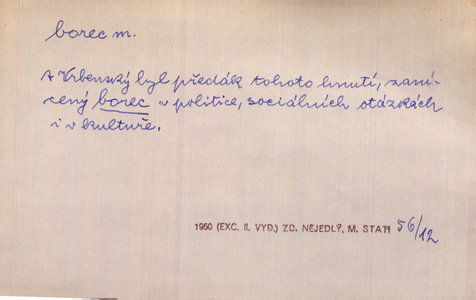 borec m.
A Vrbenský byl předák tohoto hnutí, zaní-
cený borec v politice, sociálních otázkách
i v kultuře.
1950 (EXC. II. VYD.) ZD. NEJEDLÝ, M. STATI 56/12